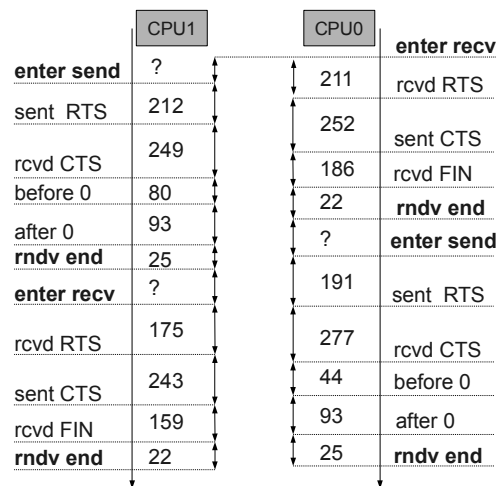 CPU1
CPU0
enter recv
enter send
?
211
rcvd RTS
sent RTS
212
252
sent CTS
rcvd CTS
249
186
rcvd FIN
before 0
80
22
rndv end
after 0
93
?
enter send
rndv end
25
enter recv
?
191
sent RTS
rcvd RTS
175
277
rcvd CTS
sent CTS
243
44
before 0
rcvd FIN
159
93
after 0
rndv end
22
25
rndv end